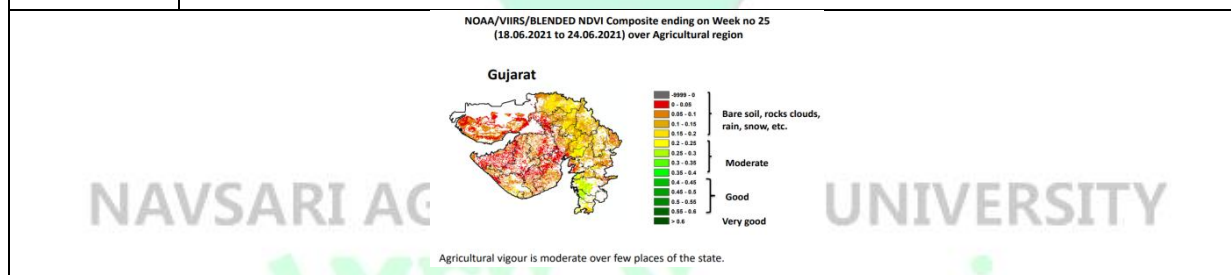 NOAA/VIIRS/BLENDED NDVI Composite ending on Week no 25
(18.06.2021 to 24.06.2021) over Agricultural region
Gujarat
-9999 - 0
0 - 0.05
0.05 - 0.1
0.1 - 0.15
0.15 - 0.2
0.2 - 0.25
0.25 - 0.3
0.3 - 0.35
0.35 - 0.4
0.4 - 0.45
0.45 - 0.5
0.5 - 0.55
0.55 - 0.6
> 0.6
Bare soil, rocks clouds,
rain, snow, etc.
Moderate
Good
Very good
NAVSARI AG UNIVERSITY
Agricultural vigour is moderate over few places of the state.